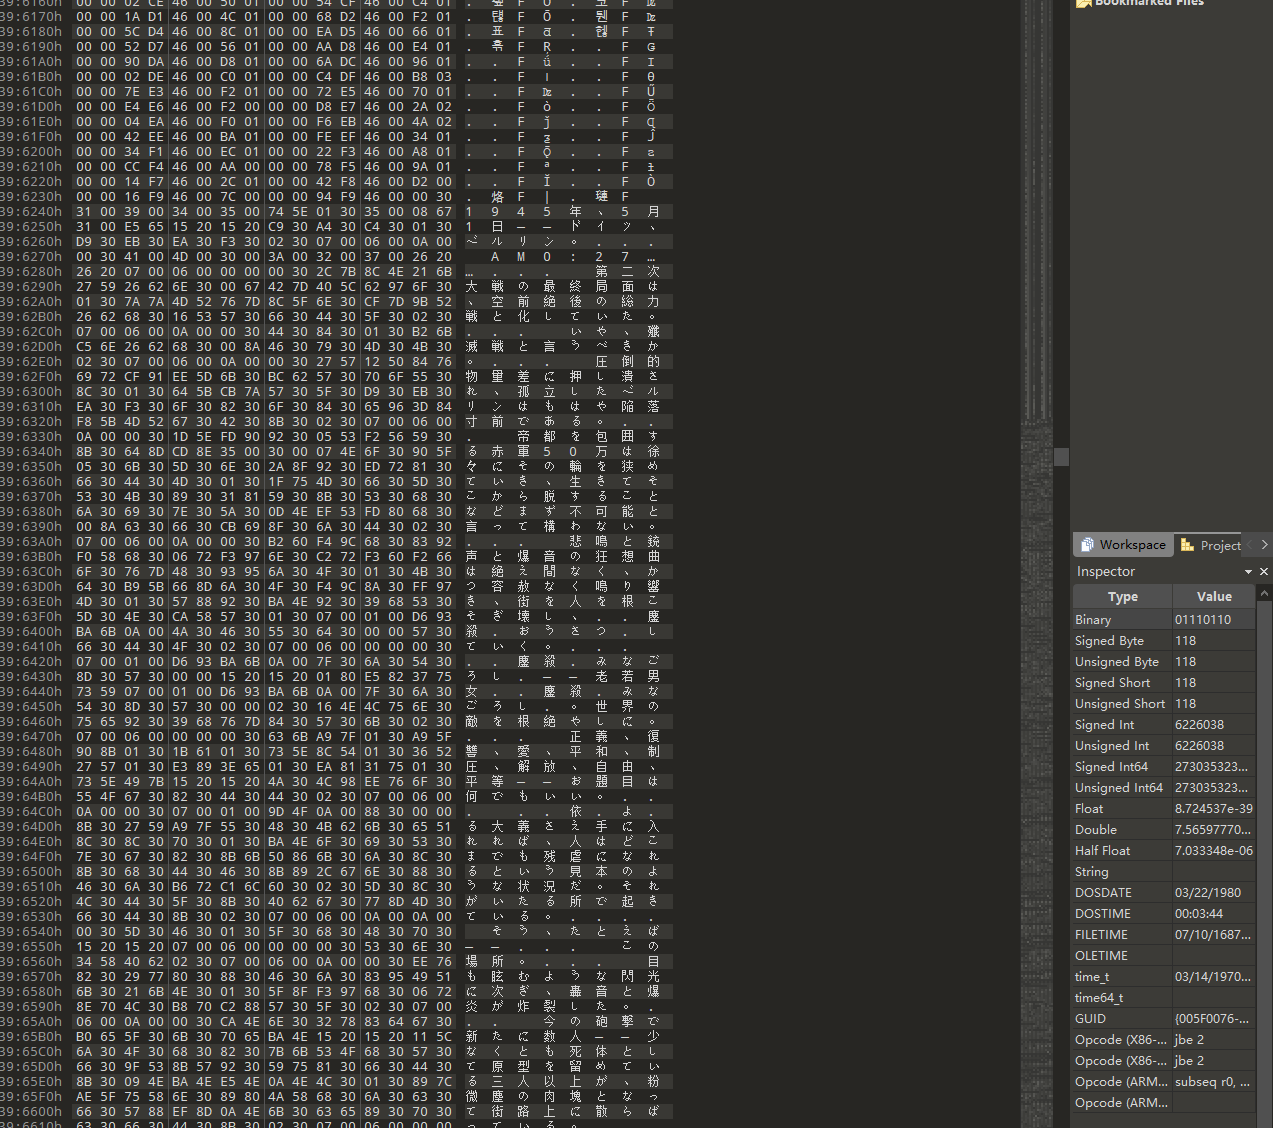 39:6170h 00 00 1A D1 46 00 4C 01 00 00 68 D2 46 00 F2 01
39:6180h 00 00 5C D4 46 00 8C 01 00 00 EA D5 46 00 66 01
39:6190h 00 00 52 D7 46 00 56 01 00 00 AA D8 46 00 E4 01
39:61A0h 00 00 90 DA 46 00 D8 01 00 00 6A DC 46 00 96 01
39:61B0h 00 00 02 DE 46 00 C0 01 00 00 C4 DF 46 00 B8 03
39:61C0h 00 00 7E E3 46 00 F2 01 00 00 72 E5 46 00 70 01
39:61D0h 00 00 E4 E6 46 00 F2 00 00 00 D8 E7 46 00 2A 02
39:61E0h 00 00 04 EA 46 00 F0 01 00 00 F6 EB 46 00 4A 02
39:61F0h 00 00 42 EE 46 00 BA 01 00 00 FE EF 46 00 34 01
39:6200h 00 00 34 F1 46 00 EC 01 00 00 22 F3 46 00 A8 01
39:6210h 00 00 CC F4 46 00 AA 00 00 00 78 F5 46 00 9A 01
39:6220h 00 00 14 F7 46 00 2C 01 00 00 42 F8 46 00 D2 00
39:6230h 00 00 16 F9 46 00 7C 00 00 00 94 F9 46 00 00 30
39:6240h 31 00 39 00 34 00 35 00 74 5E 01 30 35 00 08 67 1945年、5月
39:6250h 31 00 E5 65 15 20 15 20 C9 30 A4 30 C4 30 01 30 1日――ドイツ、
39:6260h D9 30 EB 30 EA 30 F3 30 02 30 07 00 06 00 0A 00 ベルリン。...
39:6270h 00 30 41 00 4D 00 30 00 3A 00 32 00 37 00 26 20 AM0:27…
39:6280h 26 20 07 00 06 00 00 00 00 30 2C 7B 8C 4E 21 6B …... 第二次
39:6290h 27 59 26 62 6E 30 00 67 42 7D 40 5C 62 97 6F 30 大戦の最終局面は
39:62A0h 01 30 7A 7A 4D 52 76 7D 8C 5F 6E 30 CF 7D 9B 52 、空前絶後の総力
39:62B0h 26 62 68 30 16 53 57 30 66 30 44 30 5F 30 02 30 戦と化していた。
39:62C0h 07 00 06 00 0A 00 00 30 44 30 84 30 01 30 B2 6B ... いや、殲
39:62D0h C5 6E 26 62 68 30 00 8A 46 30 79 30 4D 30 4B 30 滅戦と言うべきか
39:62E0h 02 30 07 00 06 00 0A 00 00 30 27 57 12 50 84 76 。... 圧倒的
39:62F0h 69 72 CF 91 EE 5D 6B 30 BC 62 57 30 70 6F 55 30 物量差に押し潰さ
39:6300h 8C 30 01 30 64 5B CB 7A 57 30 5F 30 D9 30 EB 30 れ、孤立したベル
39:6310h EA 30 F3 30 6F 30 82 30 6F 30 84 30 65 96 3D 84 リンはもはや陥落
39:6320h F8 5B 4D 52 67 30 42 30 8B 30 02 30 07 00 06 00 寸前である。..
39:6330h 0A 00 00 30 1D 5E FD 90 92 30 05 53 F2 56 59 30 . 帝都を包囲す
39:6340h 8B 30 64 8D CD 8E 35 00 30 00 07 4E 6F 30 90 5F る赤軍50万は徐
39:6350h 05 30 6B 30 5D 30 6E 30 2A 8F 92 30 ED 72 81 30 々にその輪を狭め
39:6360h 66 30 44 30 4D 30 01 30 1F 75 4D 30 66 30 5D 30 ていき、生きてそ
39:6370h 53 30 4B 30 89 30 31 81 59 30 8B 30 53 30 68 30 こから脱すること
39:6380h 6A 30 69 30 7E 30 5A 30 0D 4E EF 53 FD 80 68 30 などまず不可能と
39:6390h 00 8A 63 30 66 30 CB 69 8F 30 6A 30 44 30 02 30 言って構わない。
39:63A0h 07 00 06 00 0A 00 00 30 B2 60 F4 9C 68 30 83 92 ... 悲鳴と銃
39:63B0h F0 58 68 30 06 72 F3 97 6E 30 C2 72 F3 60 F2 66 声と爆音の狂想曲
39:63C0h 6F 30 76 7D 48 30 93 95 6A 30 4F 30 01 30 4B 30 は絶え間なく、か
39:63D0h 64 30 B9 5B 66 8D 6A 30 4F 30 F4 9C 8A 30 FF 97 つ容赦なく鳴り響
39:63E0h 4D 30 01 30 57 88 92 30 BA 4E 92 30 39 68 53 30 き、街を人を根こ
39:63F0h 5D 30 4E 30 CA 58 57 30 01 30 07 00 01 00 D6 93 そぎ壊し、..鏖
39:6400h BA 6B 0A 00 4A 30 46 30 55 30 64 30 00 00 57 30 殺.おうさつ.し
39:6410h 66 30 44 30 4F 30 02 30 07 00 06 00 00 00 00 30 ていく。...
39:6420h 07 00 01 00 D6 93 BA 6B 0A 00 7F 30 6A 30 54 30 ..鏖殺.みなご
39:6430h 8D 30 57 30 00 00 15 20 15 20 01 80 E5 82 37 75 ろし.――老若男
39:6440h 73 59 07 00 01 00 D6 93 BA 6B 0A 00 7F 30 6A 30 女..鏖殺.みな
39:6450h 54 30 8D 30 57 30 00 00 02 30 16 4E 4C 75 6E 30 ごろし.。世界の
39:6460h 75 65 92 30 39 68 76 7D 84 30 57 30 6B 30 02 30 敵を根絶やしに。
39:6470h 07 00 06 00 00 00 00 30 63 6B A9 7F 01 30 A9 5F ... 正義、復
39:6480h 90 8B 01 30 1B 61 01 30 73 5E 8C 54 01 30 36 52 讐、愛、平和、制
39:6490h 27 57 01 30 E3 89 3E 65 01 30 EA 81 31 75 01 30 圧、解放、自由、
39:64A0h 73 5E 49 7B 15 20 15 20 4A 30 4C 98 EE 76 6F 30 平等――お題目は
39:64B0h 55 4F 67 30 82 30 44 30 44 30 02 30 07 00 06 00 何でもいい。..
39:64C0h 0A 00 00 30 07 00 01 00 9D 4F 0A 00 88 30 00 00 . ..依.よ.
39:64D0h 8B 30 27 59 A9 7F 55 30 48 30 4B 62 6B 30 65 51 る大義さえ手に入
39:64E0h 8C 30 8C 30 70 30 01 30 BA 4E 6F 30 69 30 53 30 れれば、人はどこ
39:64F0h 7E 30 67 30 82 30 8B 6B 50 86 6B 30 6A 30 8C 30 までも残虐になれ
39:6500h 8B 30 68 30 44 30 46 30 8B 89 2C 67 6E 30 88 30 るという見本のよ
39:6510h 46 30 6A 30 B6 72 C1 6C 60 30 02 30 5D 30 8C 30 うな状況だ。それ
39:6520h 4C 30 44 30 5F 30 8B 30 40 62 67 30 77 8D 4D 30 がいたる所で起き
39:6530h 66 30 44 30 8B 30 02 30 07 00 06 00 0A 00 0A 00 ている。....
39:6540h 00 30 5D 30 46 30 01 30 5F 30 68 30 48 30 70 30 そう、たとえば
39:6550h 15 20 15 20 07 00 06 00 00 00 00 30 53 30 6E 30 ――... この
39:6560h 34 58 40 62 02 30 07 00 06 00 0A 00 00 30 EE 76 場所。... 目
39:6570h 82 30 29 77 80 30 88 30 46 30 6A 30 83 95 49 51 も眩むような閃光
39:6580h 6B 30 21 6B 4E 30 01 30 5F 8F F3 97 68 30 06 72 に次ぎ、轟音と爆
39:6590h 8E 70 4C 30 B8 70 C2 88 57 30 5F 30 02 30 07 00 炎が炸裂した。.
39:65A0h 06 00 0A 00 00 30 CA 4E 6E 30 32 78 83 64 67 30 .. 今の砲撃で
39:65B0h B0 65 5F 30 6B 30 70 65 BA 4E 15 20 15 20 11 5C 新たに数人――少
39:65C0h 6A 30 4F 30 68 30 82 30 7B 6B 53 4F 68 30 57 30 なくとも死体とし
39:65D0h 66 30 9F 53 8B 57 92 30 59 75 81 30 66 30 44 30 て原型を留めてい
39:65E0h 8B 30 09 4E BA 4E E5 4E 0A 4E 4C 30 01 30 89 7C る三人以上が、粉
39:65F0h AE 5F 75 58 6E 30 89 80 4A 58 68 30 6A 30 63 30 微塵の肉塊となっ
39:6600h 66 30 57 88 EF 8D 0A 4E 6B 30 63 65 89 30 70 30 て街路上に散らば
39:6610h 63 30 66 30 44 30 8B 30 02 30 07 00 06 00 00 00 っている。
Bookmarked Files
Workspace Project
Inspector
Type Value
Binary 01110110
Signed Byte 118
Unsigned Byte 118
Signed Short 118
Unsigned Short 118
Signed Int 6226038
Unsigned Int 6226038
Signed Int64 273035323...
Unsigned Int64 273035323...
Float 8.724537e-39
Double 7.56597770...
Half Float 7.033348e-06
String
DOSDATE 03/22/1980
DOSTIME 00:03:44
FILETIME 07/10/1687...
OLETIME
time_t 03/14/1970...
time64_t
GUID {005F0076-...
Opcode (X86-... jbe 2
Opcode (X86-... jbe 2
Opcode (ARM... subseq r0, ...
Opcode (ARM...